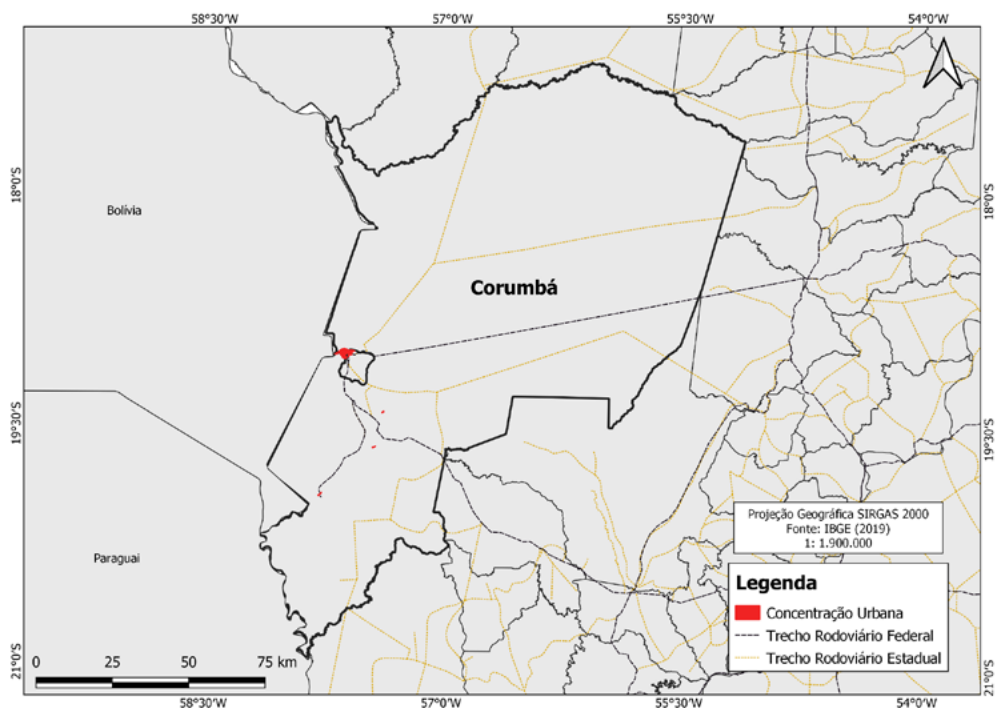 58°30'W 57°0'W 55°30'W 54°0'W
18°0'S
18°0'S
Bolívia
Corumbá
19°30'S
19°30'S
Projeção Geográfica SIRGAS 2000
Fonte: IBGE (2019)
1: 1.900.000
Paraguai
Legenda
Concentração Urbana
Trecho Rodoviário Federal
Trecho Rodoviário Estadual
21°0'S
21°0'S
0 25 50 75 km
58°30'W 57°0'W 55°30'W 54°0'W